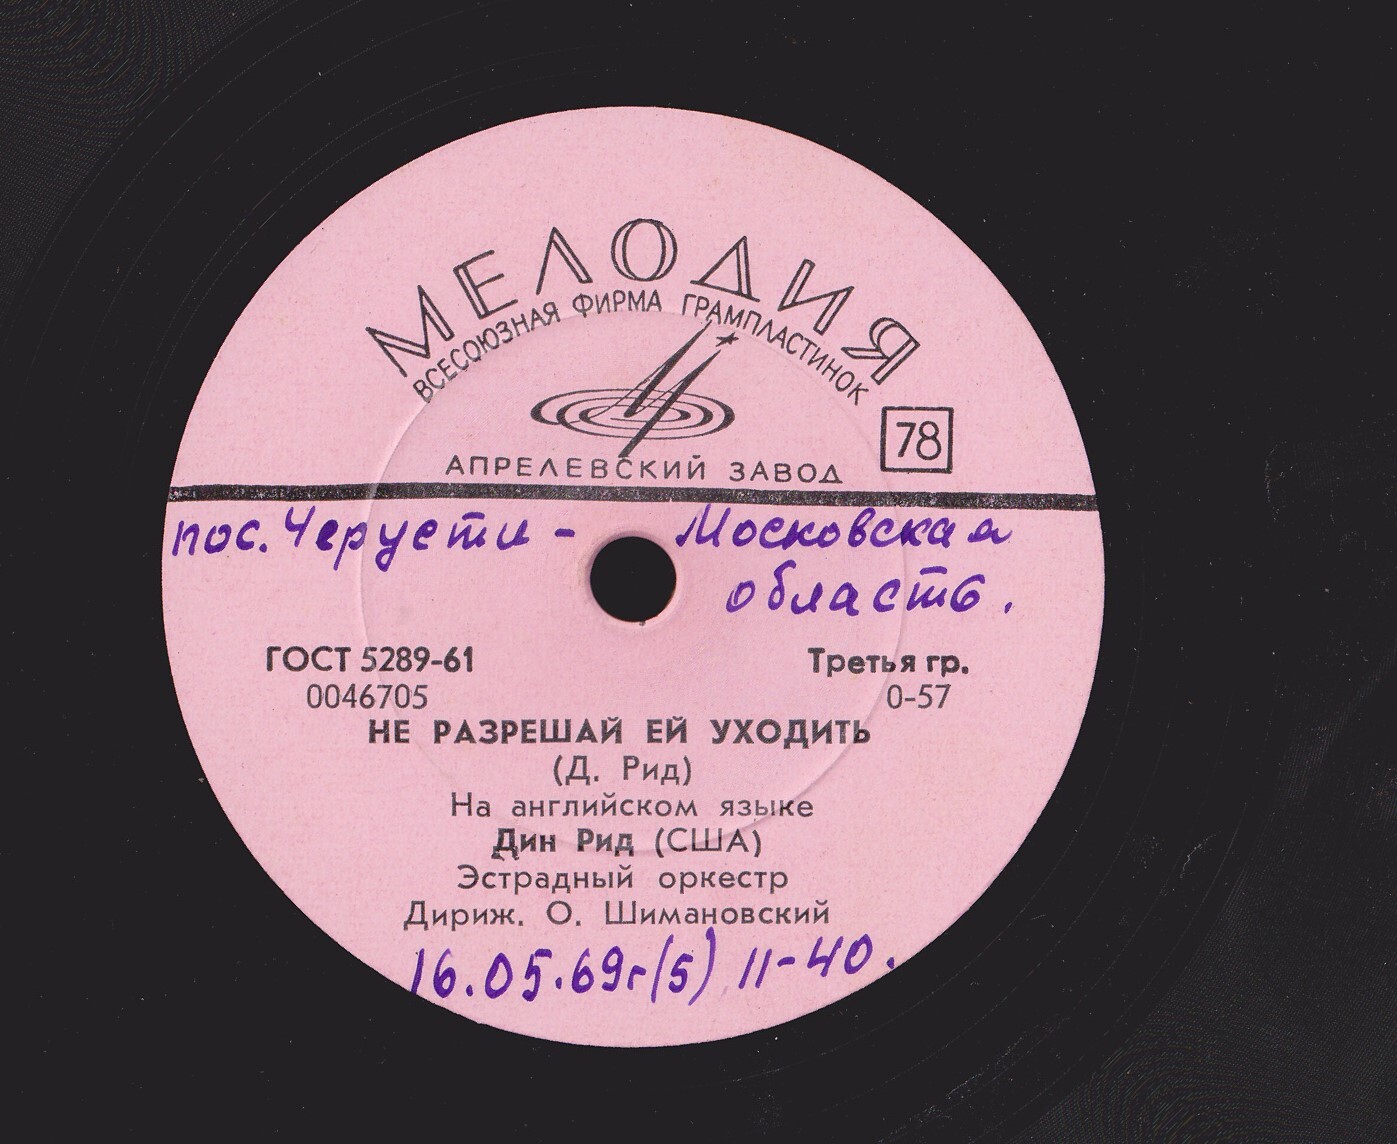 МЕЛОДИЯ
ВСЕСОЮЗНАЯ ФИРМА ГРАМПЛАСТИНОК
78
АПРЕЛЕВСКИЙ ЗАВОД
пос. Черусти - Московская
область.
ГОСТ 5289-61 Третья гр.
0046705 0-57
НЕ РАЗРЕШАЙ ЕЙ УХОДИТЬ
(Д. Рид)
На английском языке
Дин Рид (США)
Эстрадный оркестр
Дириж. О. Шимановский
16.05.69г(5) 11-40.